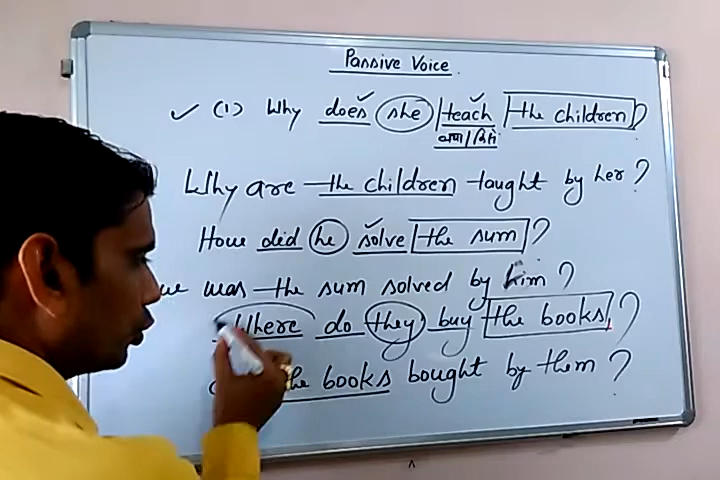 Passive Voice
(1) Why does she teach the children?
Why are the children taught by her?
How did he solve the sum?
was the sum solved by him?
Where do they buy the books?
the books bought by them?